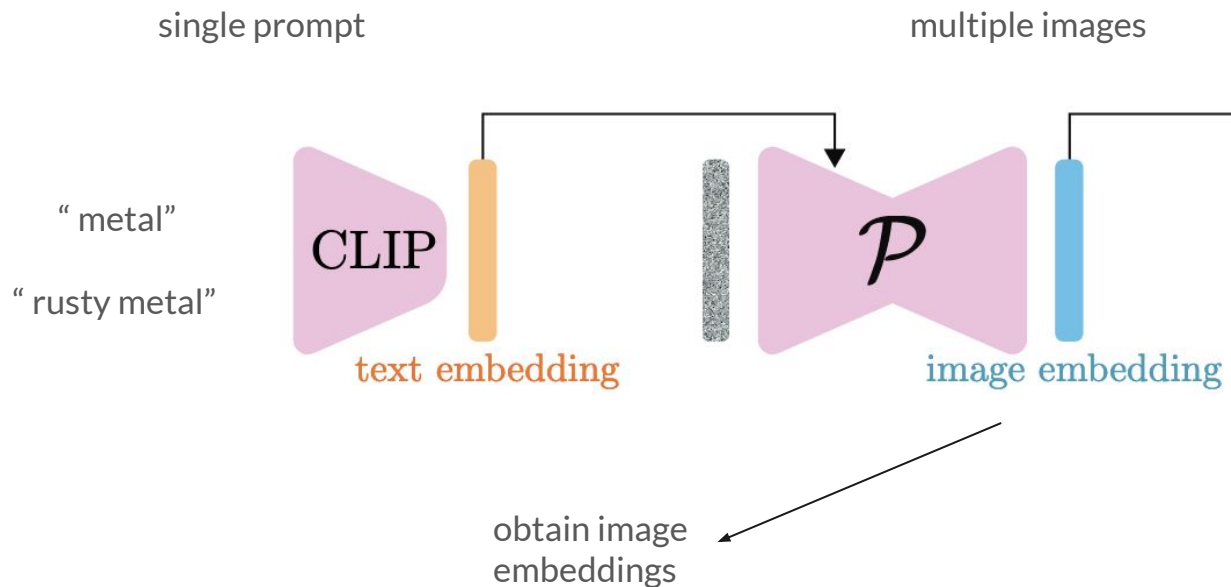 single prompt
multiple images
“ metal”
CLIP
P
“ rusty metal”
text embedding
image embedding
obtain image
embeddings